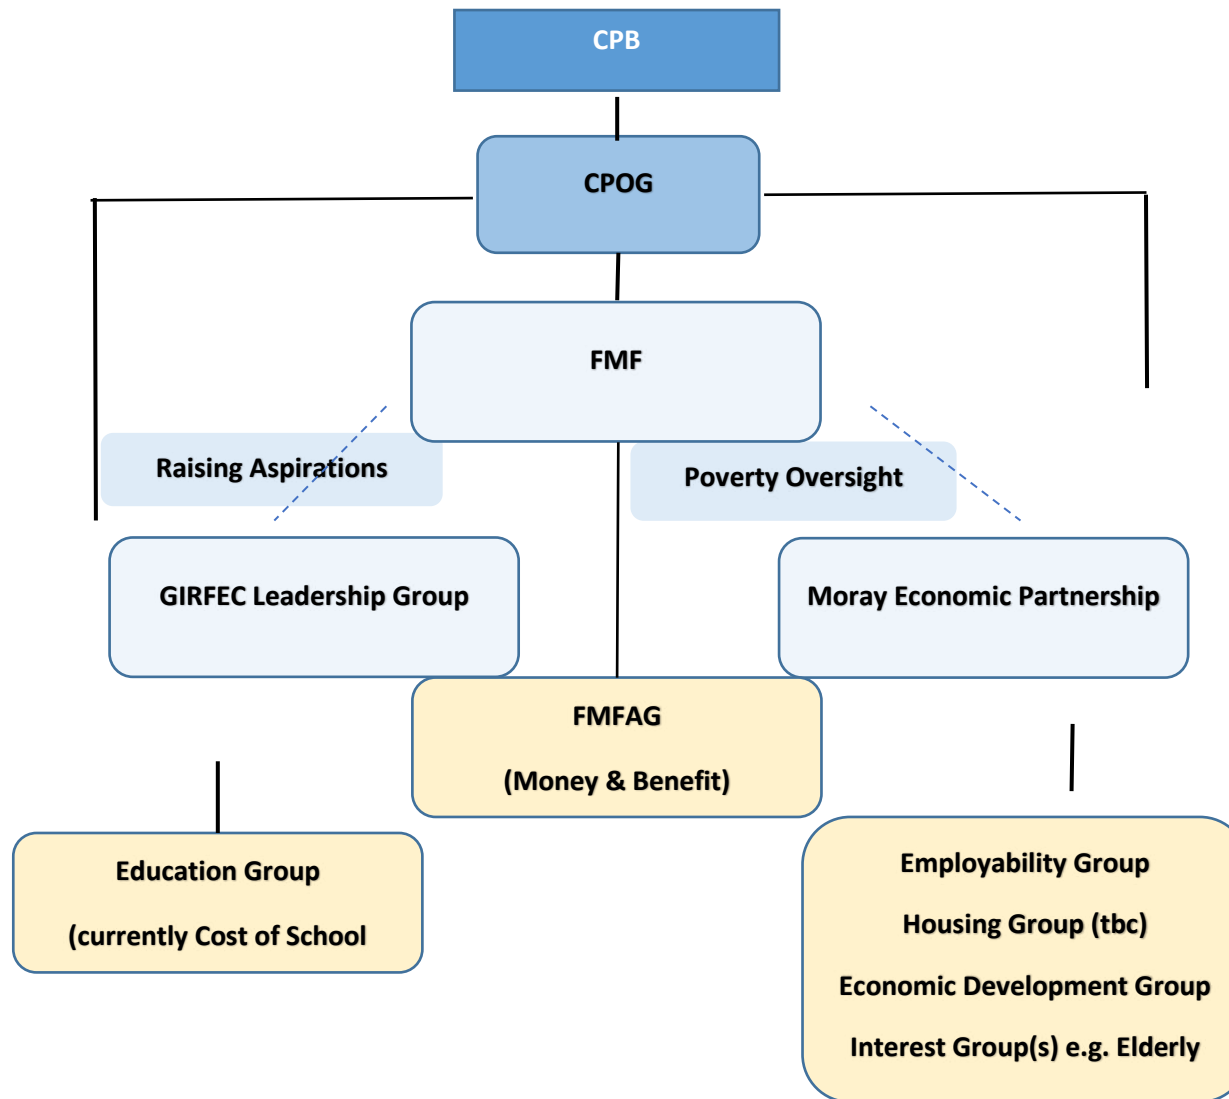 CPB
CPOG
FMF
Raising Aspirations
Poverty Oversight
GIRFEC Leadership Group
Moray Economic Partnership
FMFAG
(Money & Benefit)
Education Group
(currently Cost of School
Employability Group
Housing Group (tbc)
Economic Development Group
Interest Group(s) e.g. Elderly